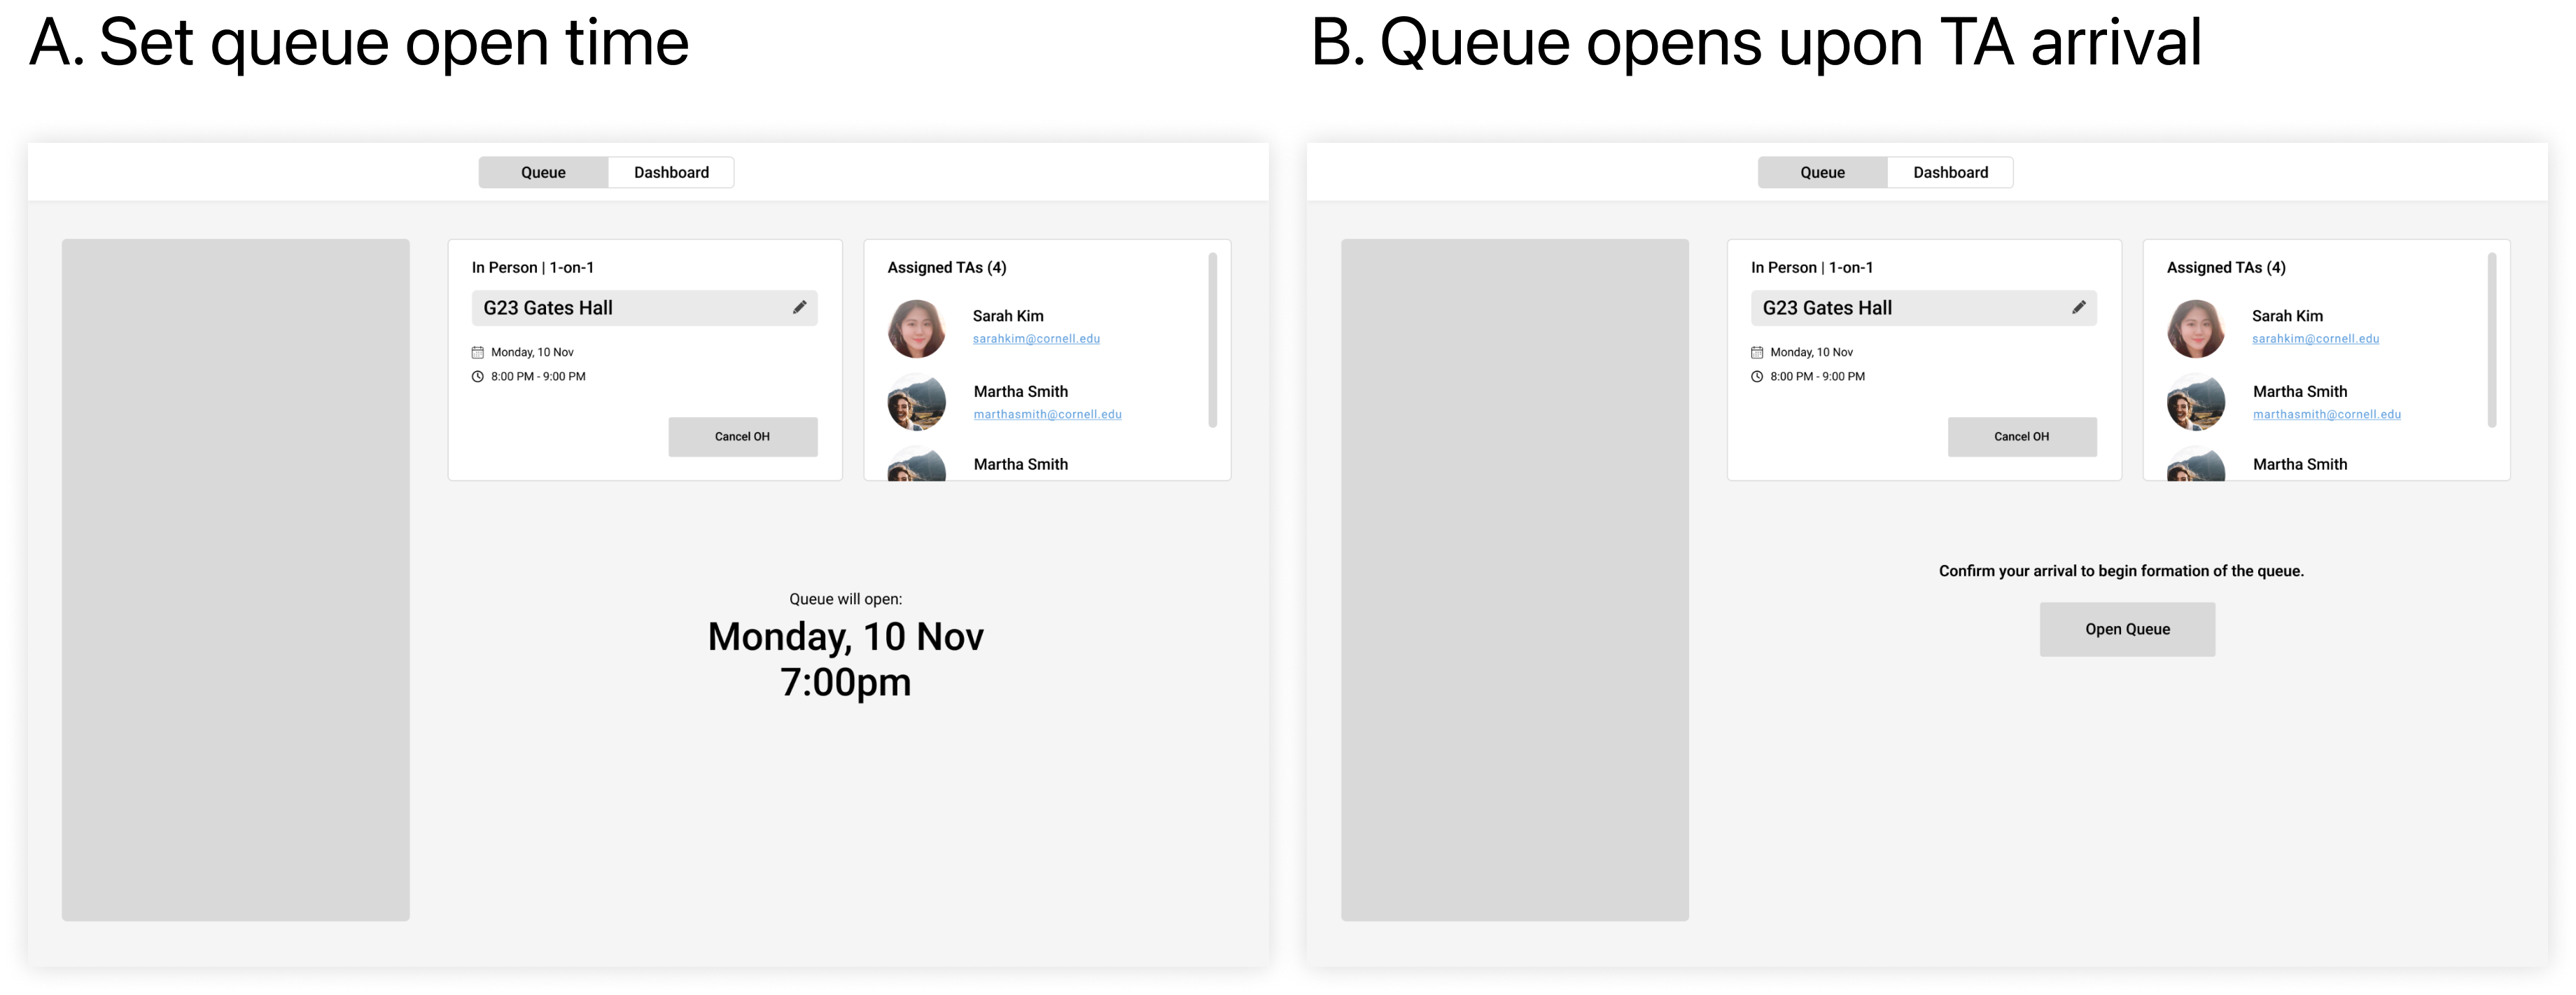 A. Set queue open time
Queue
Dashboard
In Person | 1-on-1
G23 Gates Hall
Monday, 10 Nov
8:00 PM - 9:00 PM
Cancel OH
Assigned TAs (4)
Sarah Kim
sarahkim@cornell.edu
Martha Smith
marthasmith@cornell.edu
Martha Smith
Queue will open:
Monday, 10 Nov
7:00pm
B. Queue opens upon TA arrival
Queue
Dashboard
In Person | 1-on-1
G23 Gates Hall
Monday, 10 Nov
8:00 PM - 9:00 PM
Cancel OH
Assigned TAs (4)
Sarah Kim
sarahkim@cornell.edu
Martha Smith
marthasmith@cornell.edu
Martha Smith
Confirm your arrival to begin formation of the queue.
Open Queue